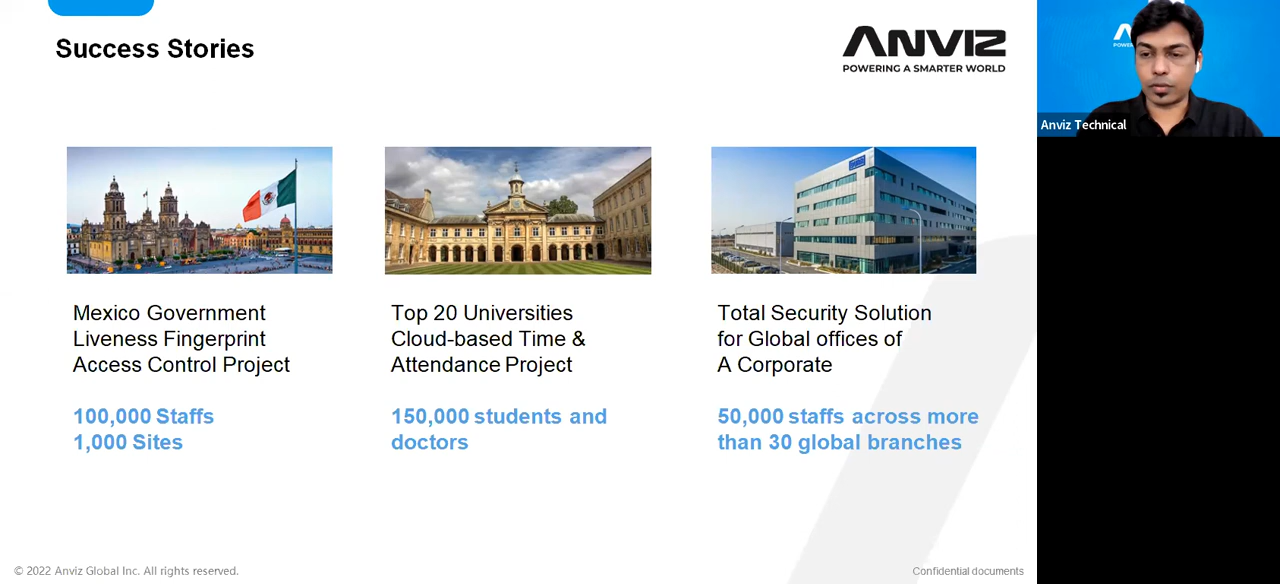 Success Stories
ANVIZ
POWERING A SMARTER WORLD
Anviz Technical
Mexico Government
Liveness Fingerprint
Access Control Project
100,000 Staffs
1,000 Sites
Top 20 Universities
Cloud-based Time &
Attendance Project
150,000 students and
doctors
Total Security Solution
for Global offices of
A Corporate
50,000 staffs across more
than 30 global branches
© 2022 Anviz Global Inc. All rights reserved.
Confidential documents